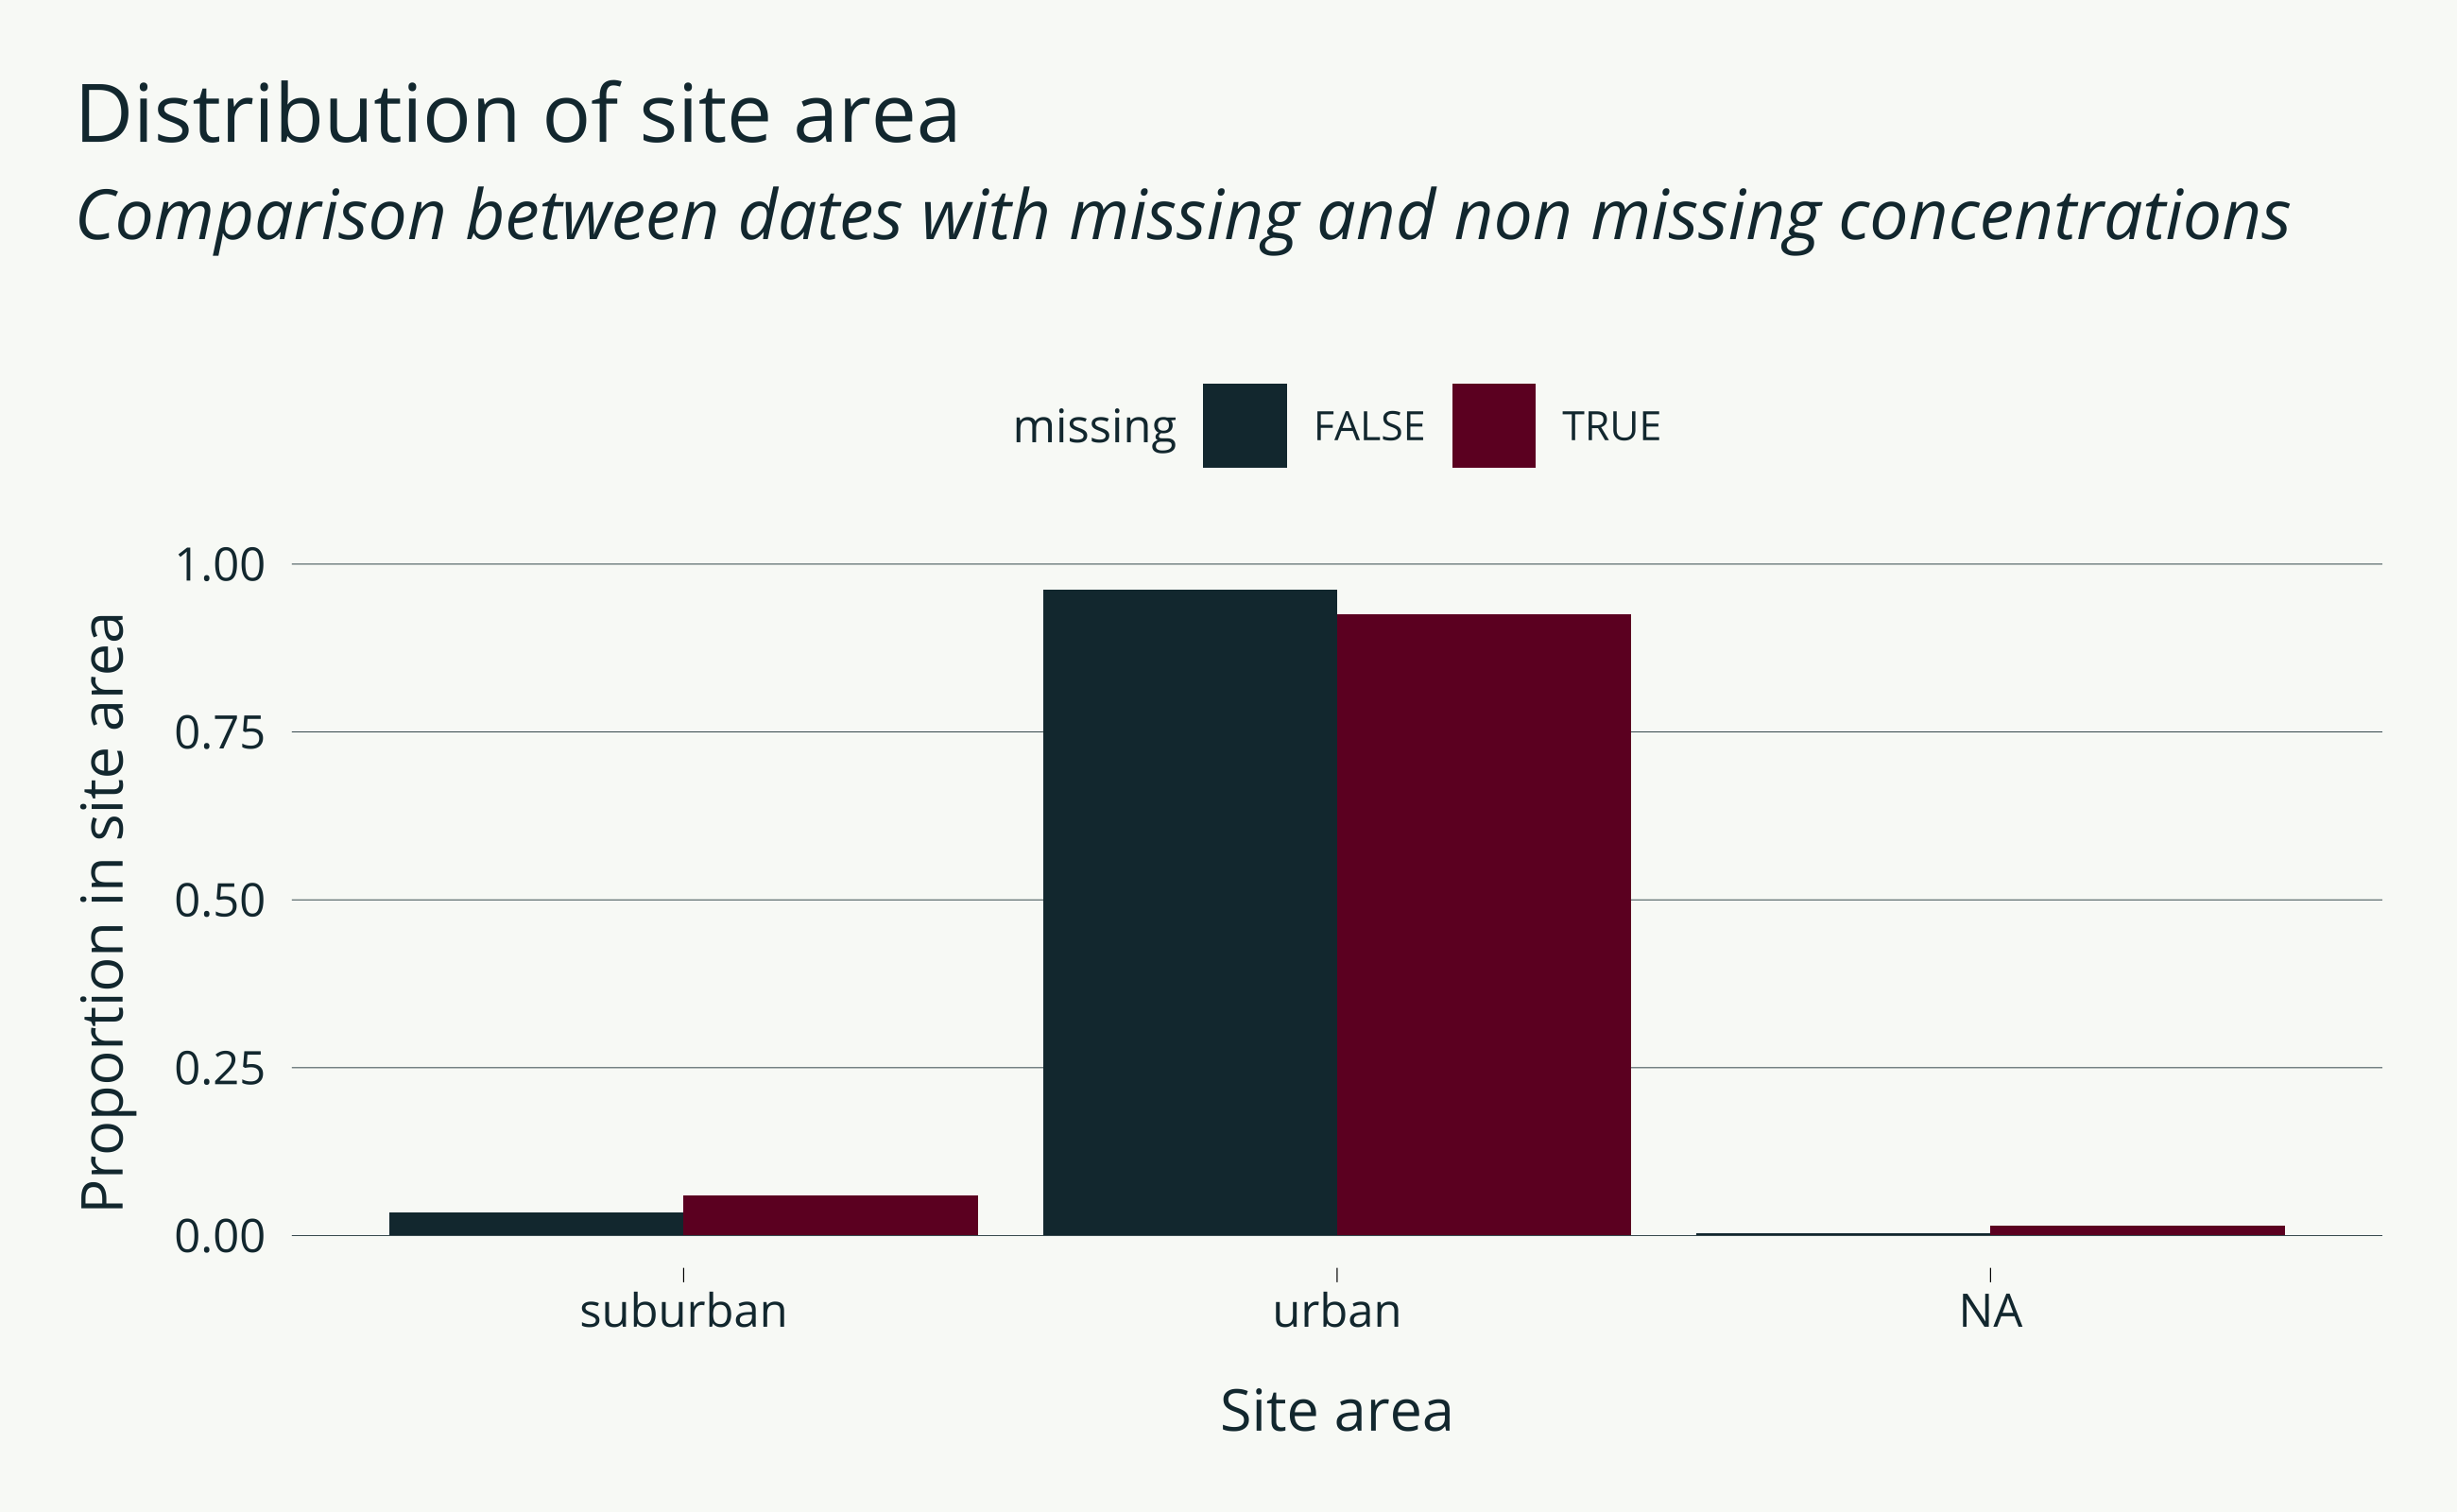 Distribution of site area
Comparison between dates with missing and non missing concentrations
missing FALSE TRUE
Proportion in site area
1.00
0.75
0.50
0.25
0.00
suburban urban NA
Site area